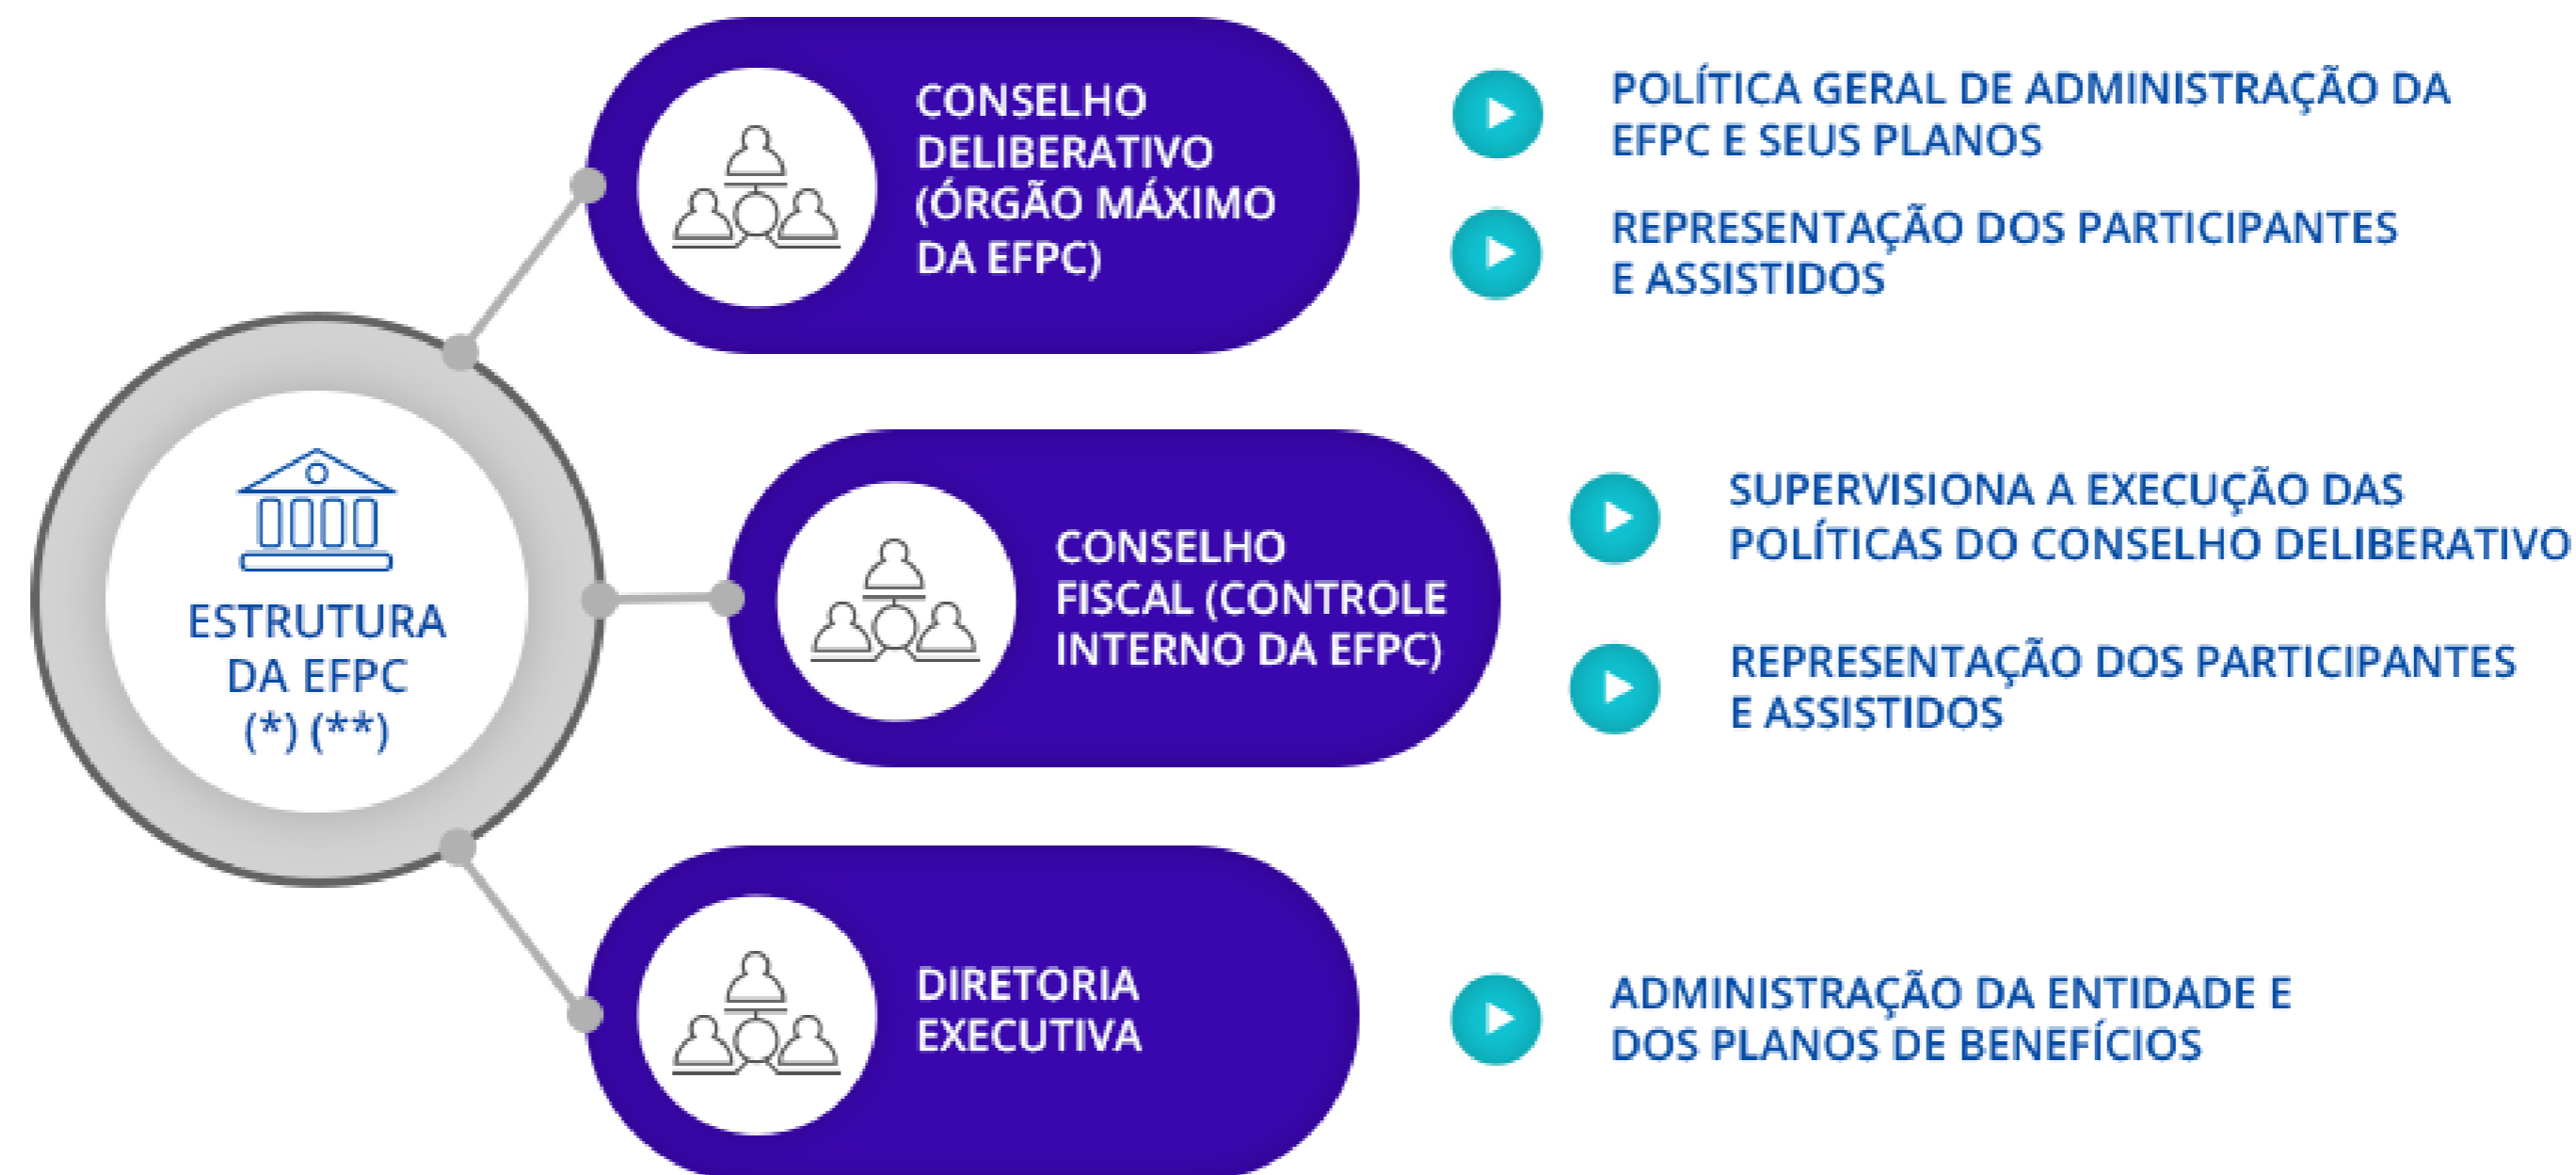 ESTRUTURA
DA EFPC
(*) (**)
CONSELHO
DELIBERATIVO
(ÓRGÃO MÁXIMO
DA EFPC)
POLÍTICA GERAL DE ADMINISTRAÇÃO DA
EFPC E SEUS PLANOS
REPRESENTAÇÃO DOS PARTICIPANTES
E ASSISTIDOS
CONSELHO
FISCAL (CONTROLE
INTERNO DA EFPC)
SUPERVISIONA A EXECUÇÃO DAS
POLÍTICAS DO CONSELHO DELIBERATIVO
REPRESENTAÇÃO DOS PARTICIPANTES
E ASSISTIDOS
DIRETORIA
EXECUTIVA
ADMINISTRAÇÃO DA ENTIDADE E
DOS PLANOS DE BENEFÍCIOS